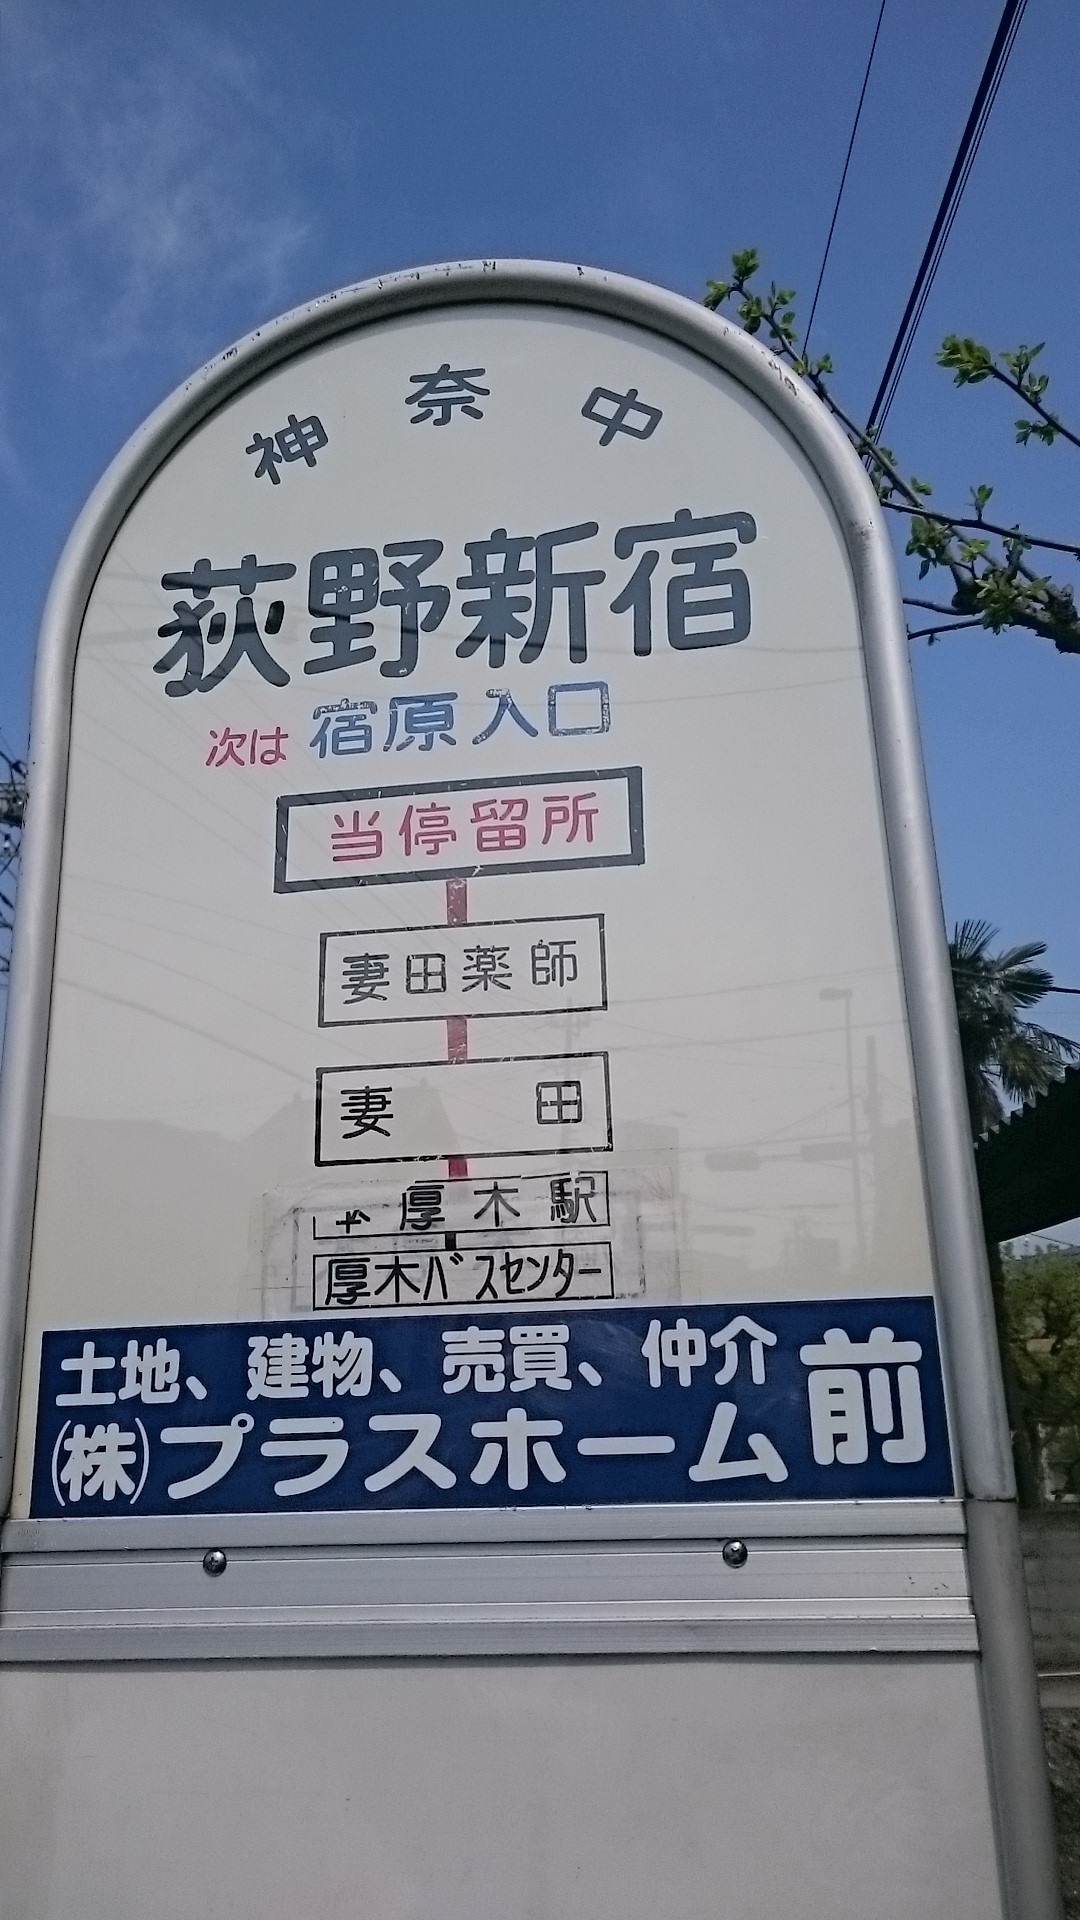 神奈中
荻野新宿
次は 宿原入口
当停留所
妻田薬師
妻田
厚木駅
厚木バスセンター
土地、建物、売買、仲介
㈱プラスホーム前